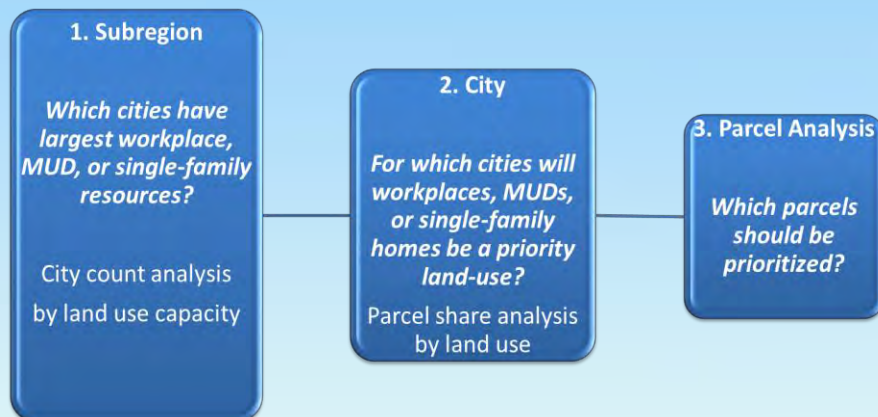 1. Subregion
Which cities have
largest workplace,
MUD, or single-family
resources?
City count analysis
by land use capacity
2. City
For which cities will
workplaces, MUDs,
or single-family
homes be a priority
land-use?
Parcel share analysis
by land use
3. Parcel Analysis
Which parcels
should be
prioritized?